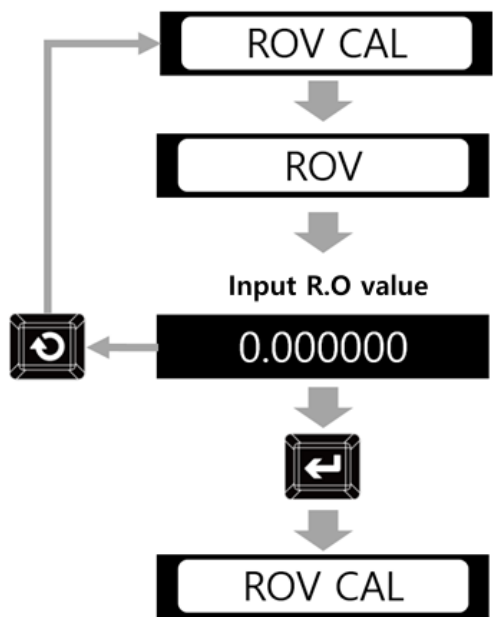 ROV CAL
ROV
Input R.O value
0.000000
ROV CAL